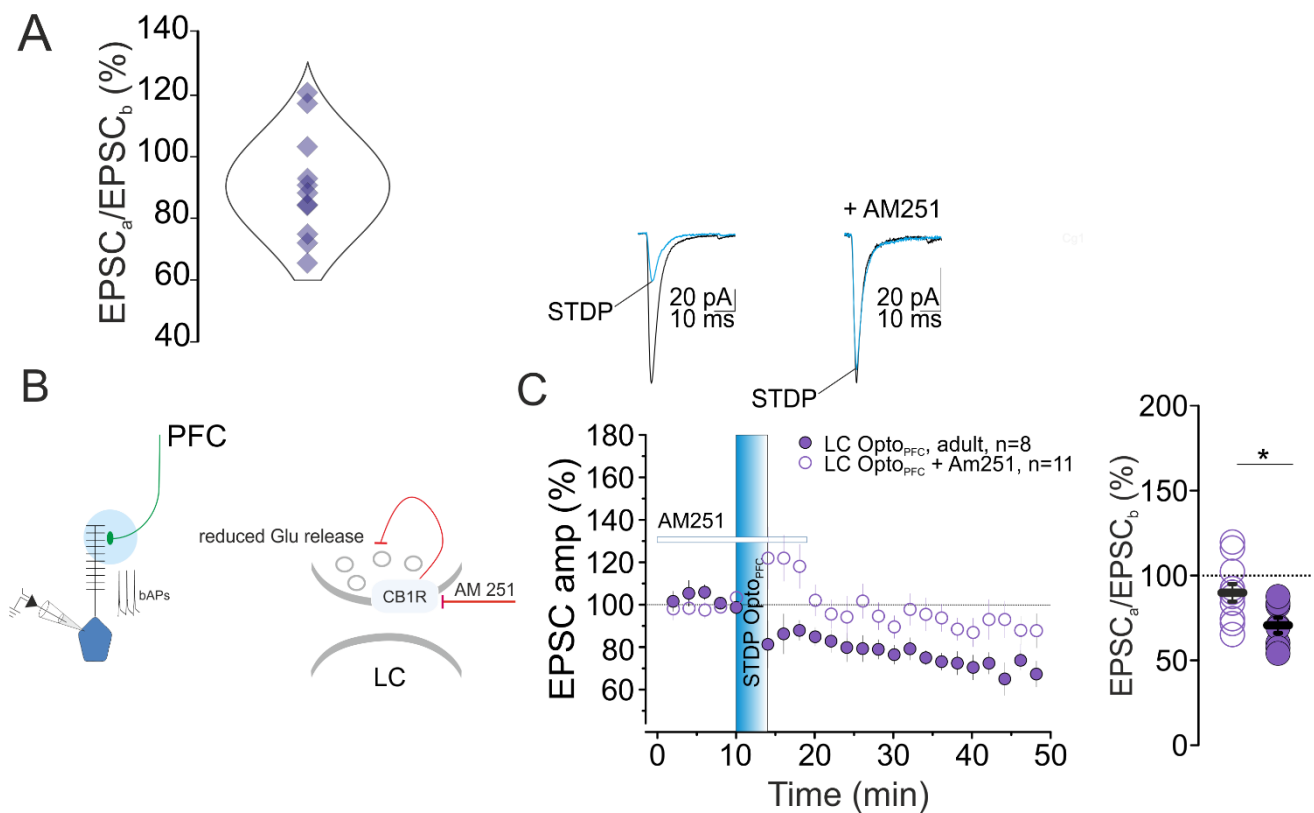 A
EPSCa/EPSCb (%)
140
120
100
80
60
40
+ AM251
STDP
20 pA
10 ms
STDP
20 pA
10 ms
Cg1
B
PFC
reduced Glu release
bAPs
CB1R
AM 251
LC
C
EPSC amp (%)
180
160
140
120
100
80
60
LC OptoPFC, adult, n=8
LC OptoPFC + Am251, n=11
AM251
STDP OptoPFC
0 10 20 30 40 50
Time (min)
EPSCa/EPSCb (%)
200
150
100
50
0
*